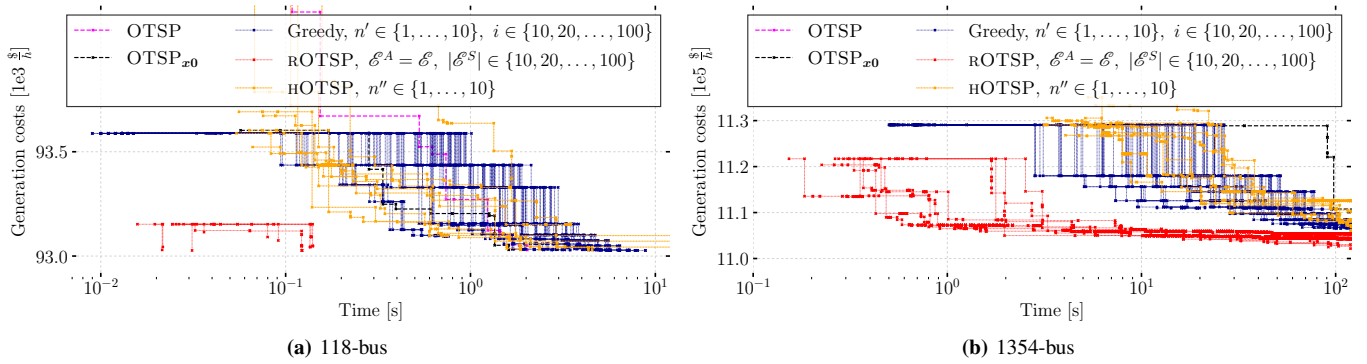 OTSP
OTSP_x0
Greedy, n′ ∈ {1, . . . , 10}, i ∈ {10, 20, . . . , 100}
ROTSP, ℰ^A = ℰ, |ℰ^S| ∈ {10, 20, . . . , 100}
HOTSP, n″ ∈ {1, . . . , 10}
Generation costs [1e3 $/h]
93.5
93.0
10^−2
10^−1
10^0
10^1
Time [s]
(a) 118-bus
OTSP
OTSP_x0
Greedy, n′ ∈ {1, . . . , 10}, i ∈ {10, 20, . . . , 100}
ROTSP, ℰ^A = ℰ, |ℰ^S| ∈ {10, 20, . . . , 100}
HOTSP, n″ ∈ {1, . . . , 10}
Generation costs [1e5 $/h]
11.3
11.2
11.1
11.0
10^−1
10^0
10^1
10^2
Time [s]
(b) 1354-bus